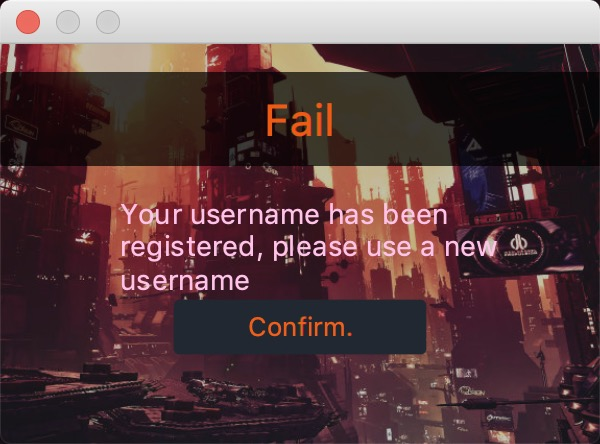 Fail
Your username has been
registered, please use a new
username
Confirm.